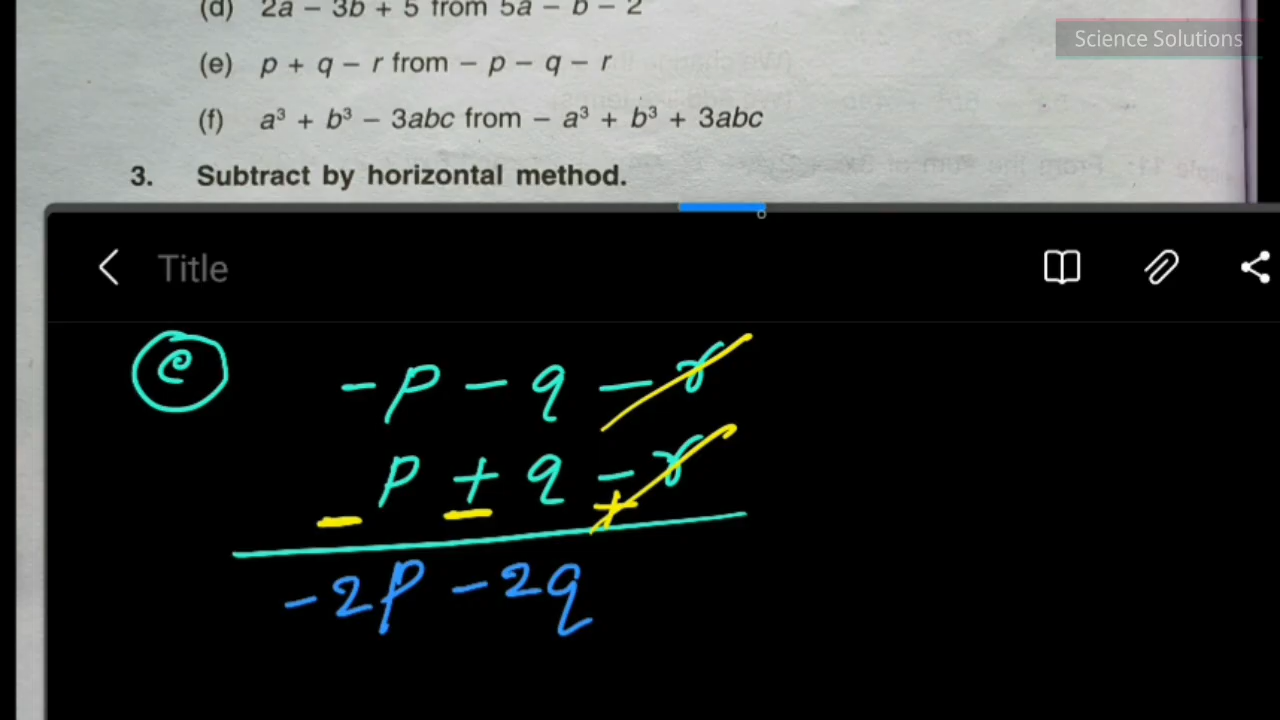 (d) 2a − 3b + 5 from 5a − b − 2
Science Solutions
(e) p + q − r from − p − q − r
(f) a³ + b³ − 3abc from − a³ + b³ + 3abc
3. Subtract by horizontal method.
Title
(e) -p - q - r
p + q - r
- - +
-2p - 2q